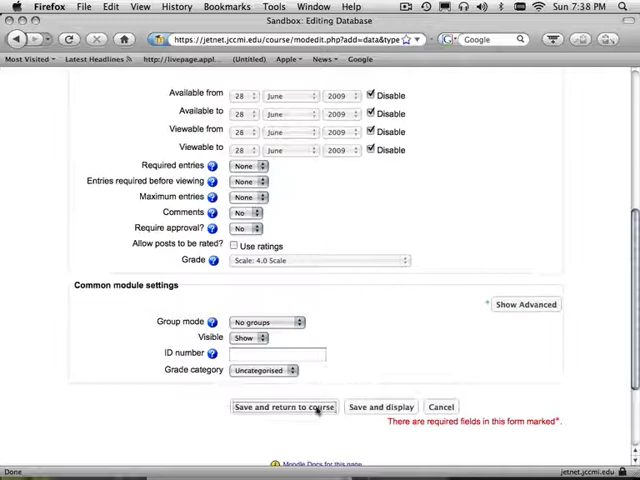 Firefox File Edit View History Bookmarks Tools Window Help Sun 7:38 PM
Sandbox: Editing Database
https://jetnet.jccmi.edu/course/modedit.php?add=data&type Google
Most Visited Latest Headlines http://livepage.appl... (Untitled) Apple News Google
Available from 28 June 2009 Disable
Available to 28 June 2009 Disable
Viewable from 28 June 2009 Disable
Viewable to 28 June 2009 Disable
Required entries ? None
Entries required before viewing ? None
Maximum entries ? None
Comments ? No
Require approval? ? No
Allow posts to be rated? Use ratings
Grade ? Scale: 4.0 Scale
Common module settings
* Show Advanced
Group mode ? No groups
Visible Show
ID number ?
Grade category Uncategorised
Save and return to course Save and display Cancel
There are required fields in this form marked*.
Moodle Docs for this page
Done jetnet.jccmi.edu